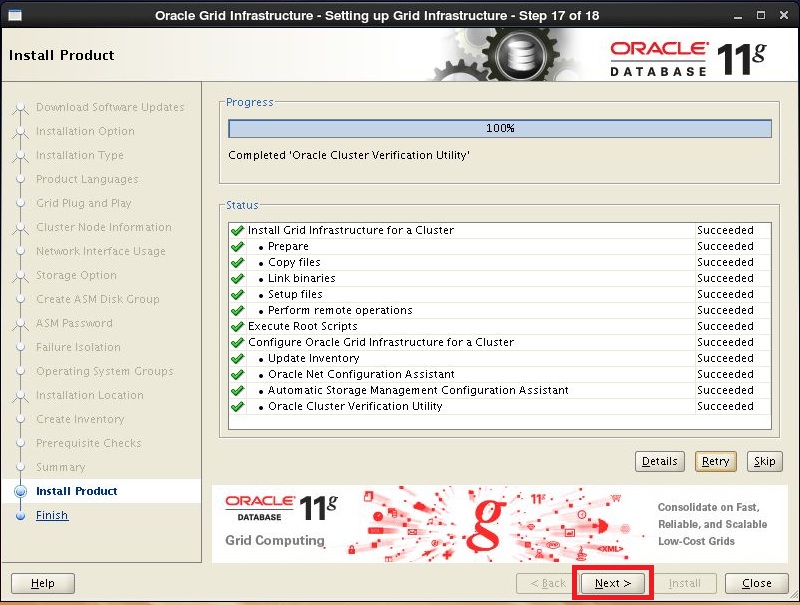 Oracle Grid Infrastructure - Setting up Grid Infrastructure - Step 17 of 18
Install Product
ORACLE
DATABASE
11g
Download Software Updates
Installation Option
Installation Type
Product Languages
Grid Plug and Play
Cluster Node Information
Network Interface Usage
Storage Option
Create ASM Disk Group
ASM Password
Failure Isolation
Operating System Groups
Installation Location
Create Inventory
Prerequisite Checks
Summary
Install Product
Finish
Progress
100%
Completed 'Oracle Cluster Verification Utility'
Status
Install Grid Infrastructure for a Cluster Succeeded
• Prepare Succeeded
• Copy files Succeeded
• Link binaries Succeeded
• Setup files Succeeded
• Perform remote operations Succeeded
Execute Root Scripts Succeeded
Configure Oracle Grid Infrastructure for a Cluster Succeeded
• Update Inventory Succeeded
• Oracle Net Configuration Assistant Succeeded
• Automatic Storage Management Configuration Assistant Succeeded
• Oracle Cluster Verification Utility Succeeded
Details Retry Skip
ORACLE
DATABASE
11g
Grid Computing
g
11g
<XML>
Consolidate on Fast,
Reliable, and Scalable
Low-Cost Grids
Help < Back Next > Install Close